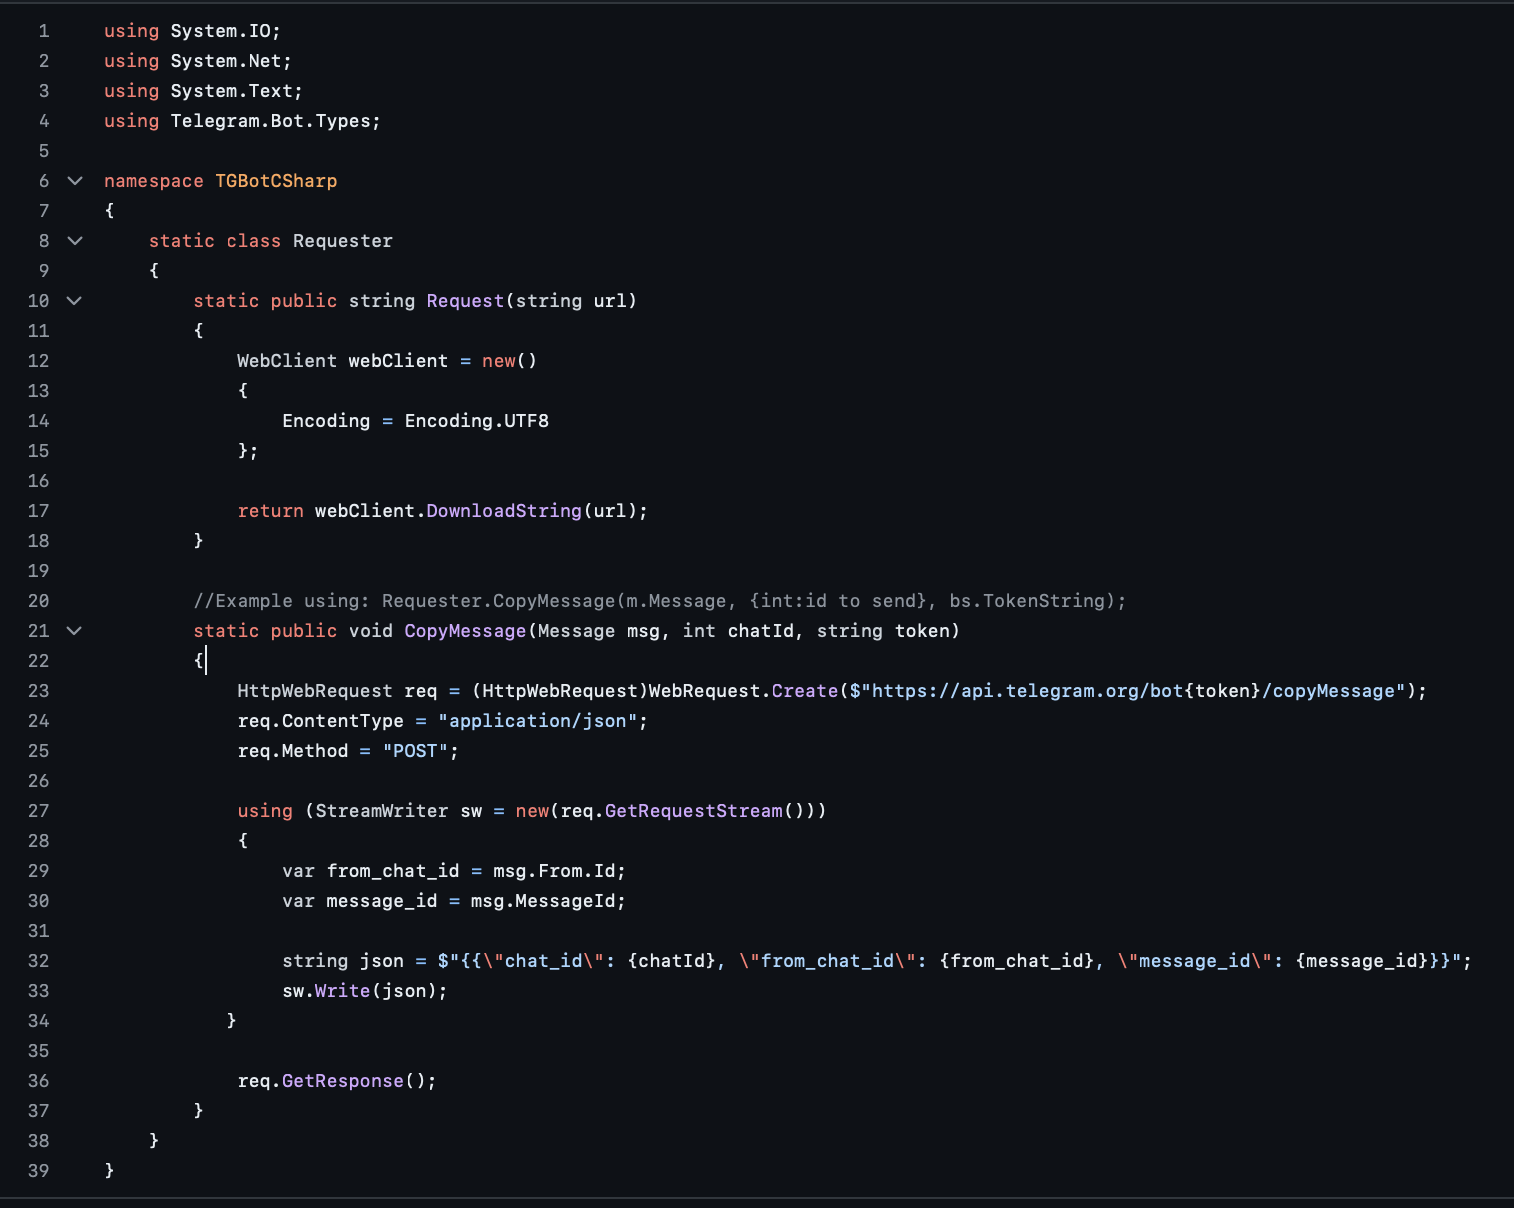 1 using System.IO;
2 using System.Net;
3 using System.Text;
4 using Telegram.Bot.Types;
5
6 namespace TGBotCSharp
7 {
8     static class Requester
9     {
10         static public string Request(string url)
11         {
12             WebClient webClient = new()
13             {
14                 Encoding = Encoding.UTF8
15             };
16
17             return webClient.DownloadString(url);
18         }
19
20         //Example using: Requester.CopyMessage(m.Message, {int:id to send}, bs.TokenString);
21         static public void CopyMessage(Message msg, int chatId, string token)
22         {
23             HttpWebRequest req = (HttpWebRequest)WebRequest.Create($"https://api.telegram.org/bot{token}/copyMessage");
24             req.ContentType = "application/json";
25             req.Method = "POST";
26
27             using (StreamWriter sw = new(req.GetRequestStream()))
28             {
29                 var from_chat_id = msg.From.Id;
30                 var message_id = msg.MessageId;
31
32                 string json = $"{{\"chat_id\": {chatId}, \"from_chat_id\": {from_chat_id}, \"message_id\": {message_id}}}";
33                 sw.Write(json);
34            }
35
36             req.GetResponse();
37         }
38     }
39 }